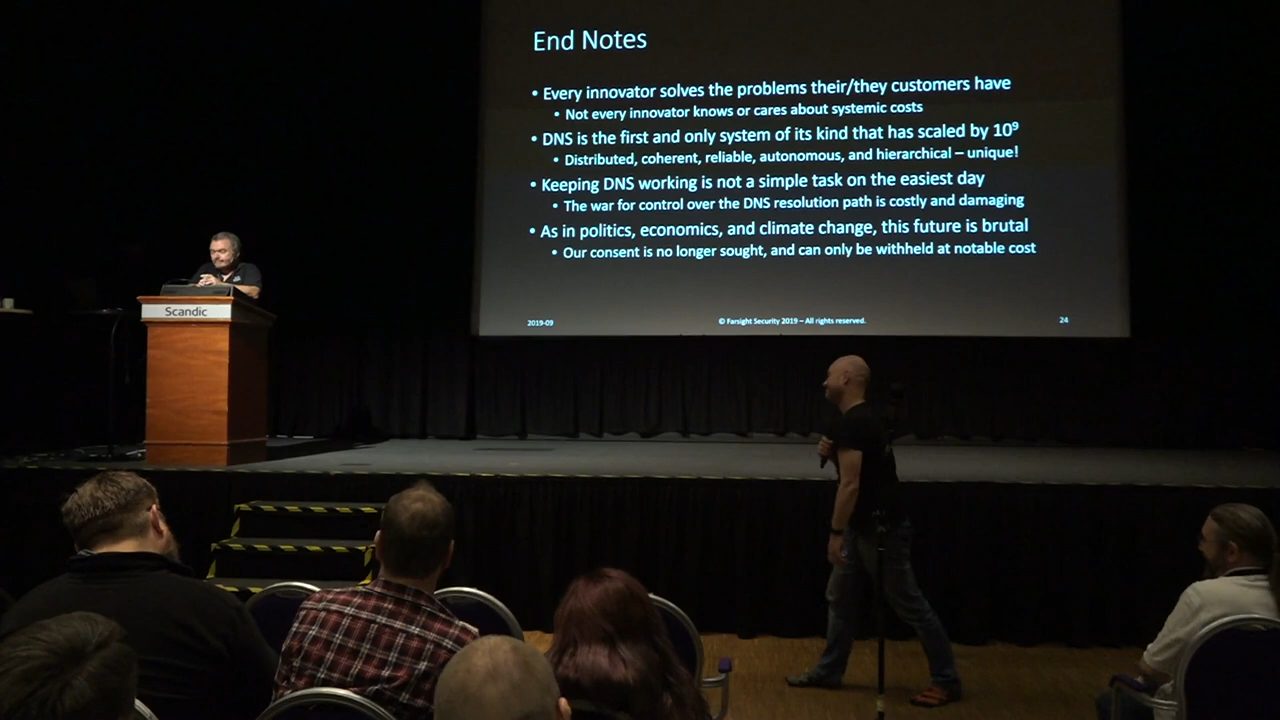 End Notes
• Every innovator solves the problems their/they customers have
• Not every innovator knows or cares about systemic costs
• DNS is the first and only system of its kind that has scaled by 10⁹
• Distributed, coherent, reliable, autonomous, and hierarchical – unique!
• Keeping DNS working is not a simple task on the easiest day
• The war for control over the DNS resolution path is costly and damaging
• As in politics, economics, and climate change, this future is brutal
• Our consent is no longer sought, and can only be withheld at notable cost
2019-09
© Farsight Security 2019 – All rights reserved.
24
Scandic